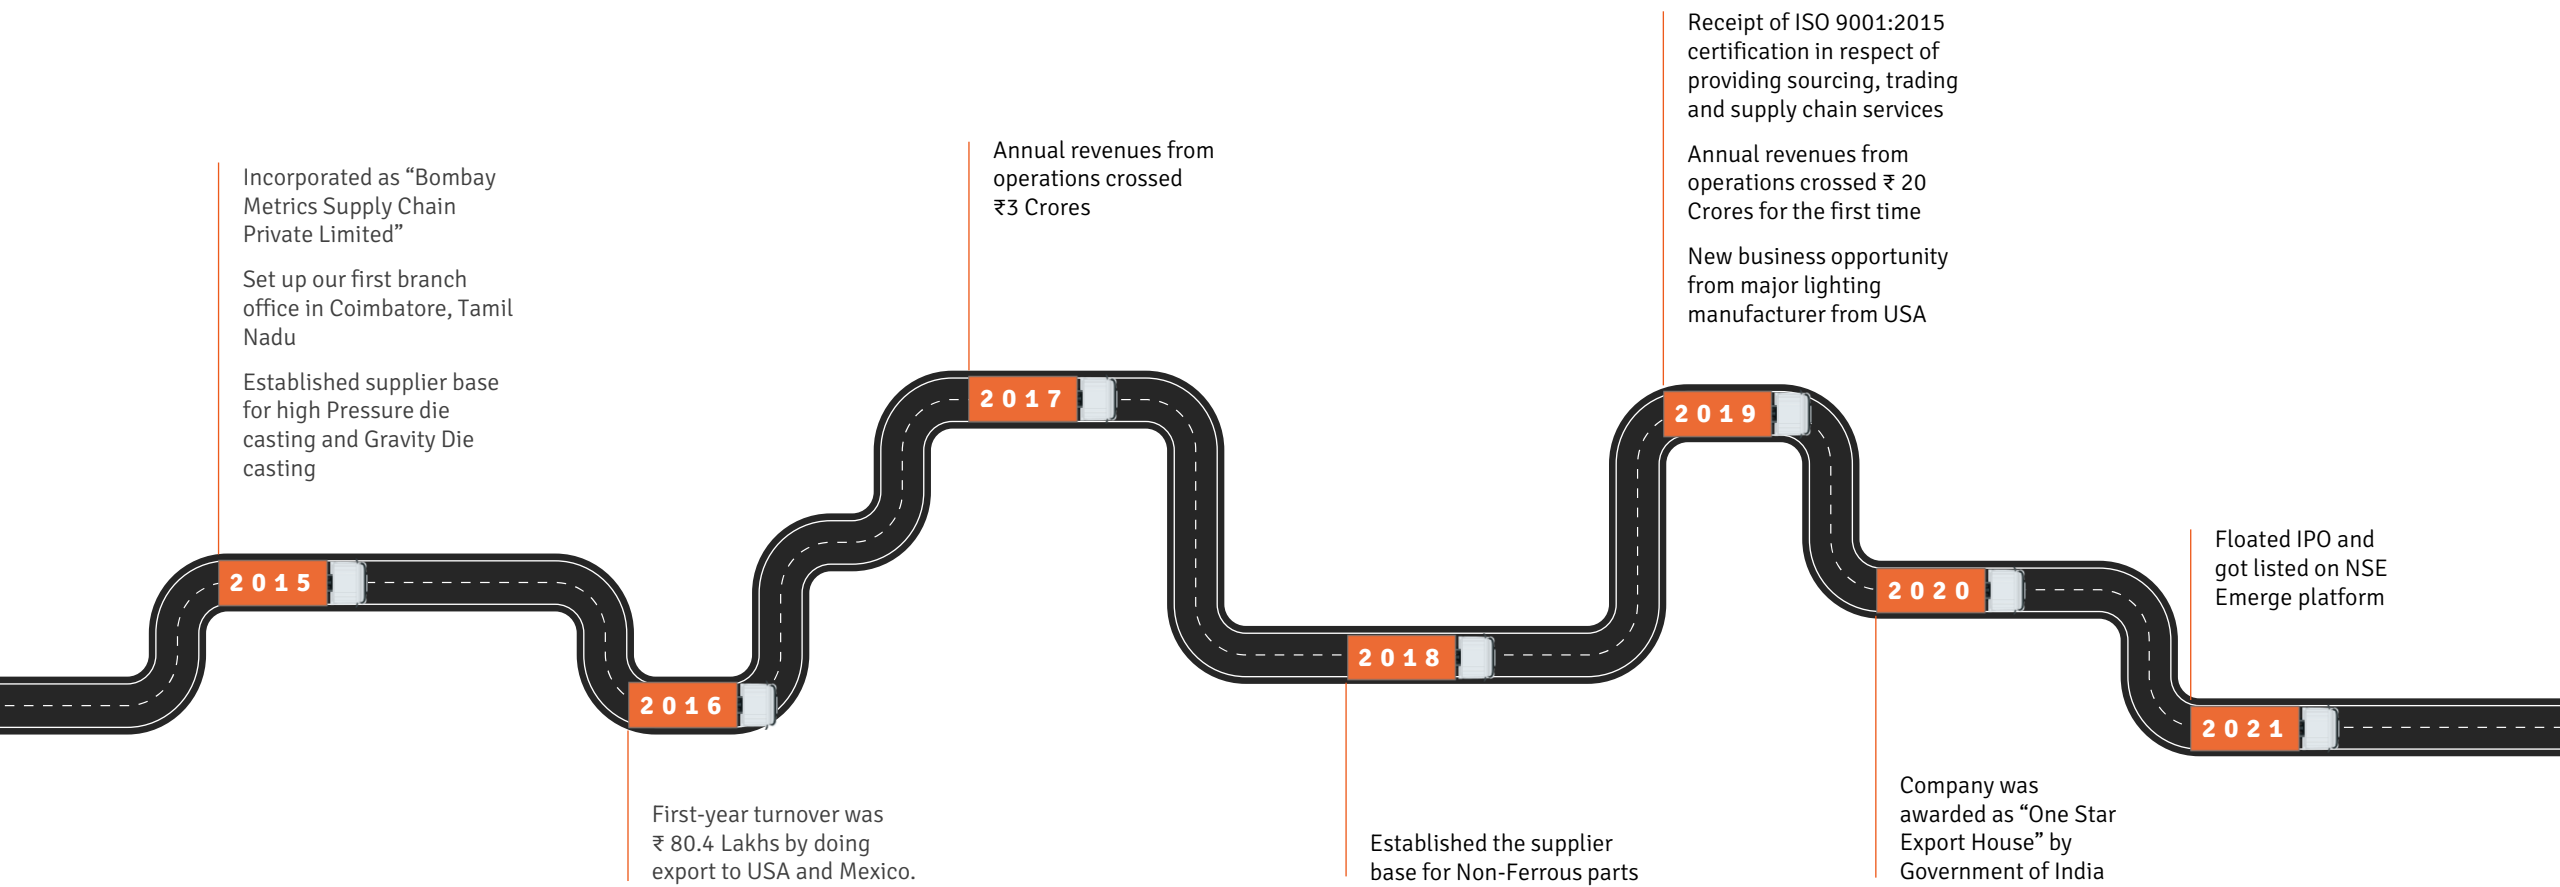 Incorporated as “Bombay
Metrics Supply Chain
Private Limited”
Set up our first branch
office in Coimbatore, Tamil
Nadu
Established supplier base
for high Pressure die
casting and Gravity Die
casting
2015
2016
First-year turnover was
₹ 80.4 Lakhs by doing
export to USA and Mexico.
Annual revenues from
operations crossed
₹3 Crores
2017
2018
Established the supplier
base for Non-Ferrous parts
Receipt of ISO 9001:2015
certification in respect of
providing sourcing, trading
and supply chain services
Annual revenues from
operations crossed ₹ 20
Crores for the first time
New business opportunity
from major lighting
manufacturer from USA
2019
2020
Company was
awarded as “One Star
Export House” by
Government of India
Floated IPO and
got listed on NSE
Emerge platform
2021